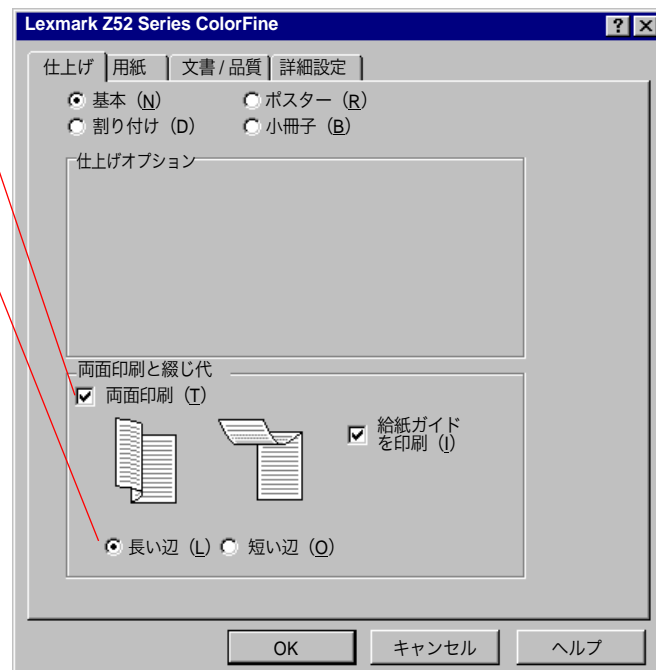 Lexmark Z52 Series ColorFine
仕上げ 用紙 文書 / 品質 詳細設定
基本（N） ポスター（R）
割り付け（D） 小冊子（B）
仕上げオプション
両面印刷と綴じ代
両面印刷（T）
給紙ガイド
を印刷（I）
長い辺（L） 短い辺（O）
OK キャンセル ヘルプ